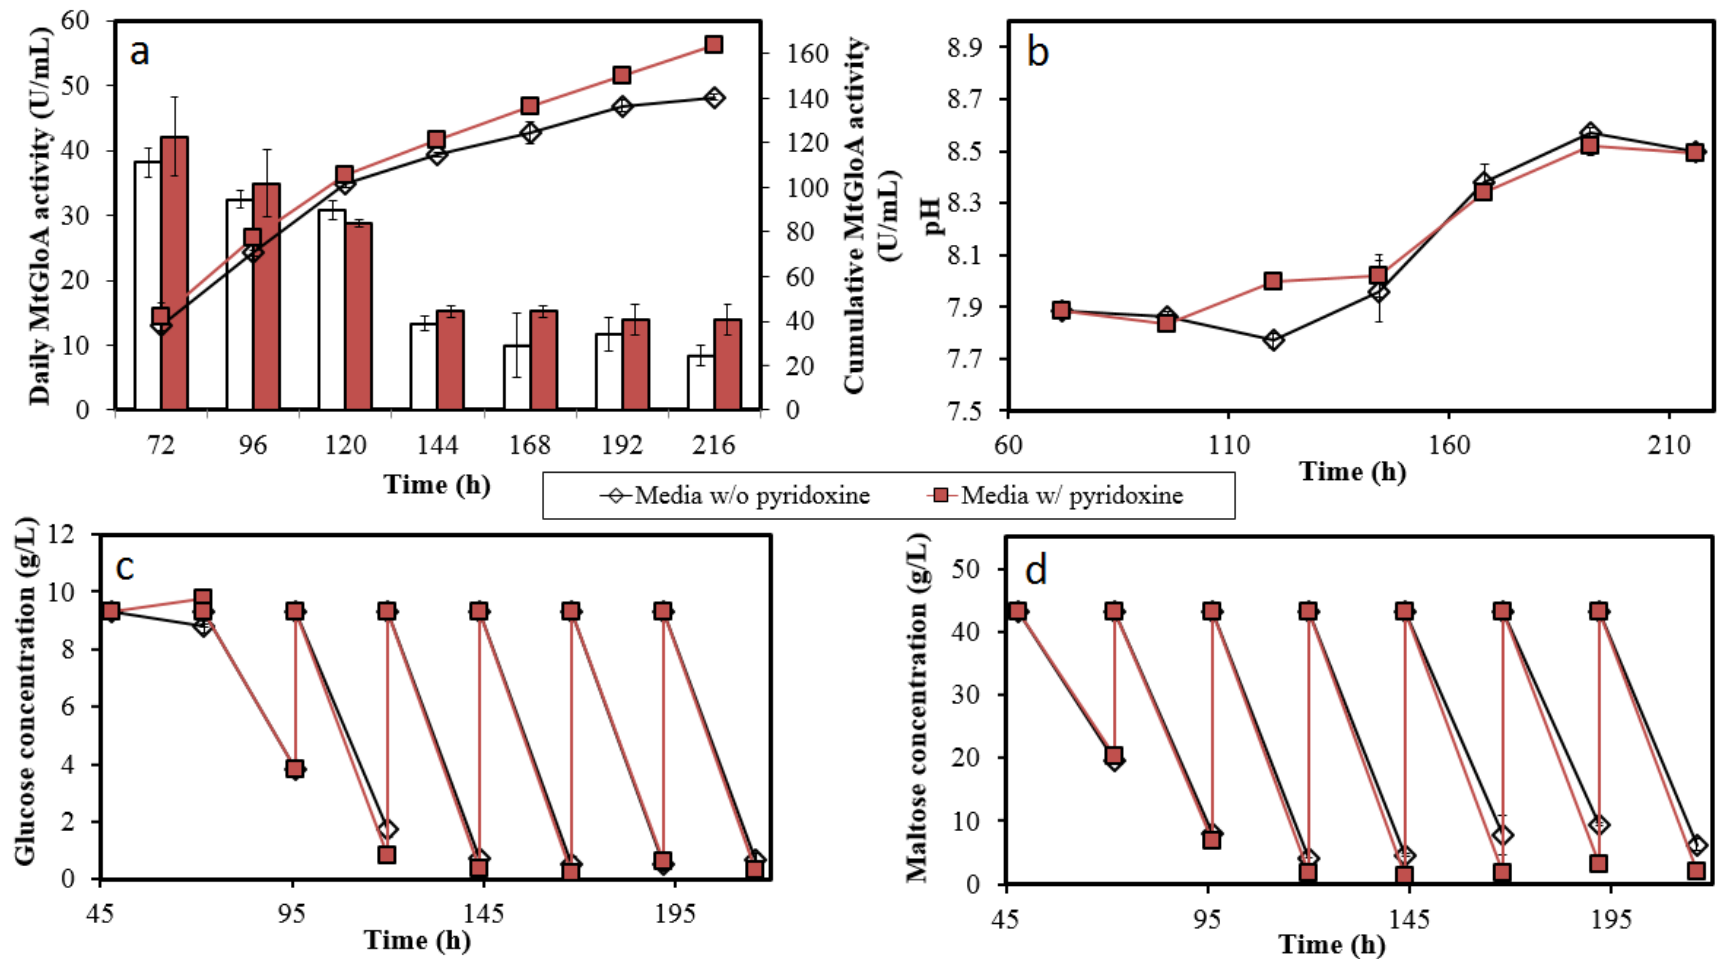 a
Daily MtGloA activity (U/mL)
60
50
40
30
20
10
0
160
140
120
100
80
60
40
20
0
Cumulative MtGloA activity
(U/mL)
72 96 120 144 168 192 216
Time (h)
b
pH
8.9
8.7
8.5
8.3
8.1
7.9
7.7
7.5
60 110 160 210
Time (h)
Media w/o pyridoxine Media w/ pyridoxine
c
Glucose concentration (g/L)
12
10
8
6
4
2
0
45 95 145 195
Time (h)
d
Maltose concentration (g/L)
50
40
30
20
10
0
45 95 145 195
Time (h)